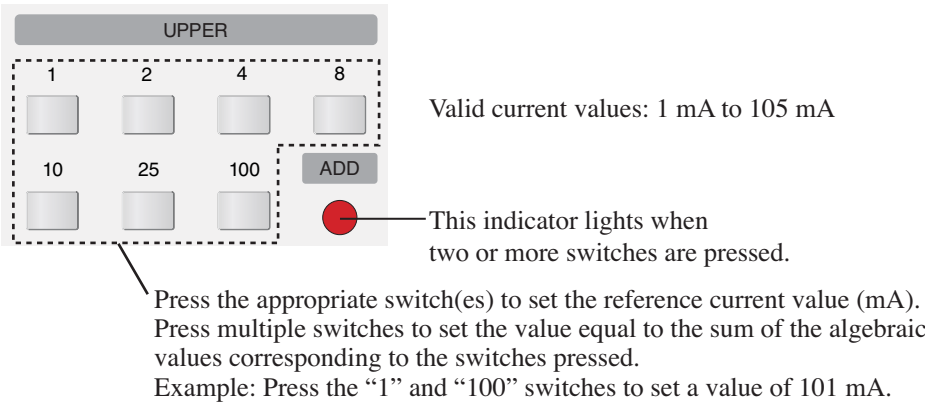 UPPER
1 2 4 8
Valid current values: 1 mA to 105 mA
10 25 100 ADD
This indicator lights when
two or more switches are pressed.
Press the appropriate switch(es) to set the reference current value (mA).
Press multiple switches to set the value equal to the sum of the algebraic
values corresponding to the switches pressed.
Example: Press the “1” and “100” switches to set a value of 101 mA.